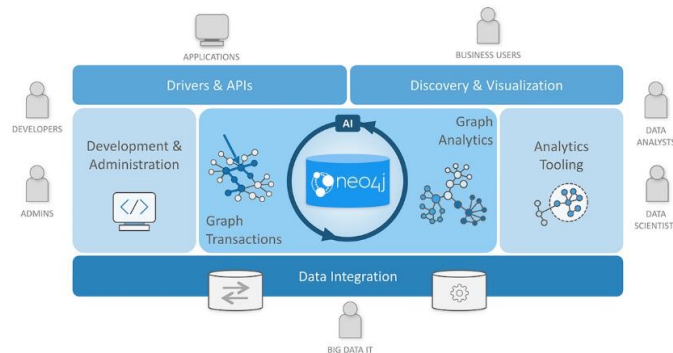 APPLICATIONS
BUSINESS USERS
Drivers & APIs
Discovery & Visualization
DEVELOPERS
ADMINS
Development &
Administration
</>
Graph
Transactions
AI
neo4j
Graph
Analytics
Analytics
Tooling
DATA
ANALYSTS
DATA
SCIENTIST
Data Integration
BIG DATA IT